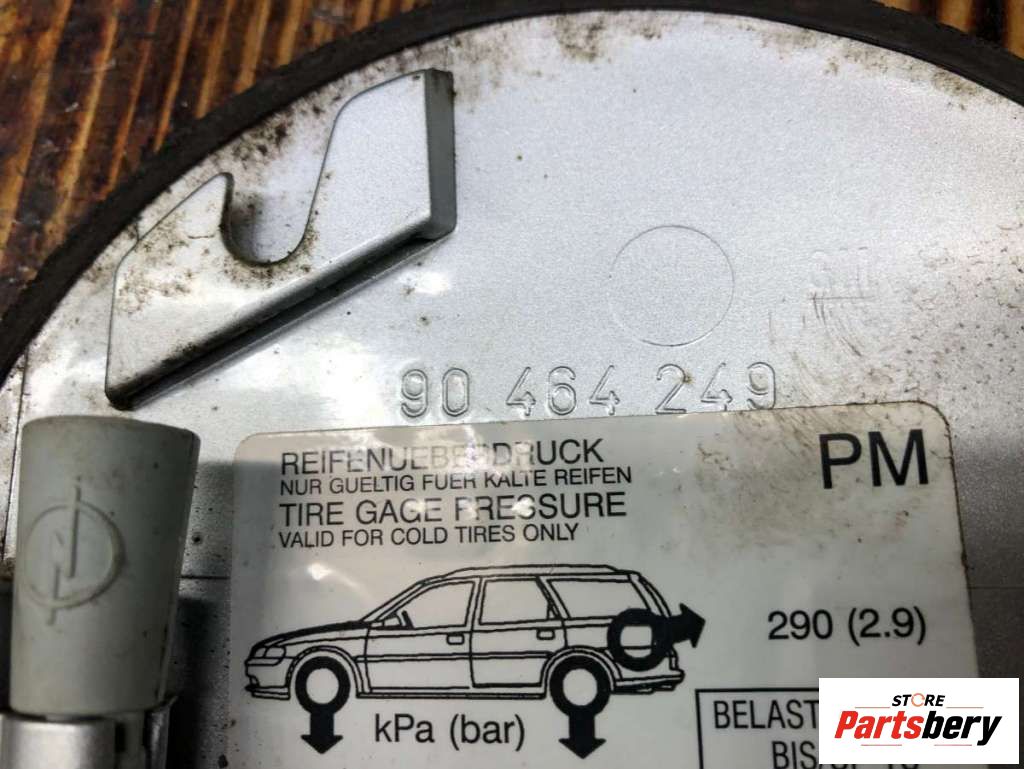 90 464 249
REIFENUEBERDRUCK
NUR GUELTIG FUER KALTE REIFEN
TIRE GAGE PRESSURE
VALID FOR COLD TIRES ONLY
PM
290 (2.9)
kPa (bar)
BELAST
STORE
Partsbery